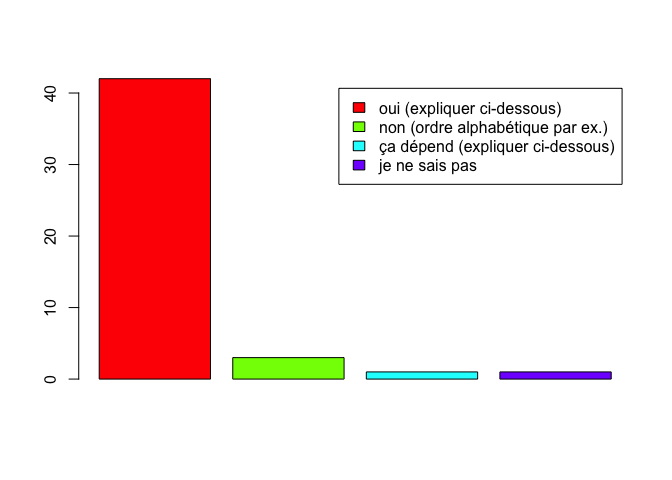 oui (expliquer ci-dessous)
non (ordre alphabétique par ex.)
ça dépend (expliquer ci-dessous)
je ne sais pas
40
30
20
10
0